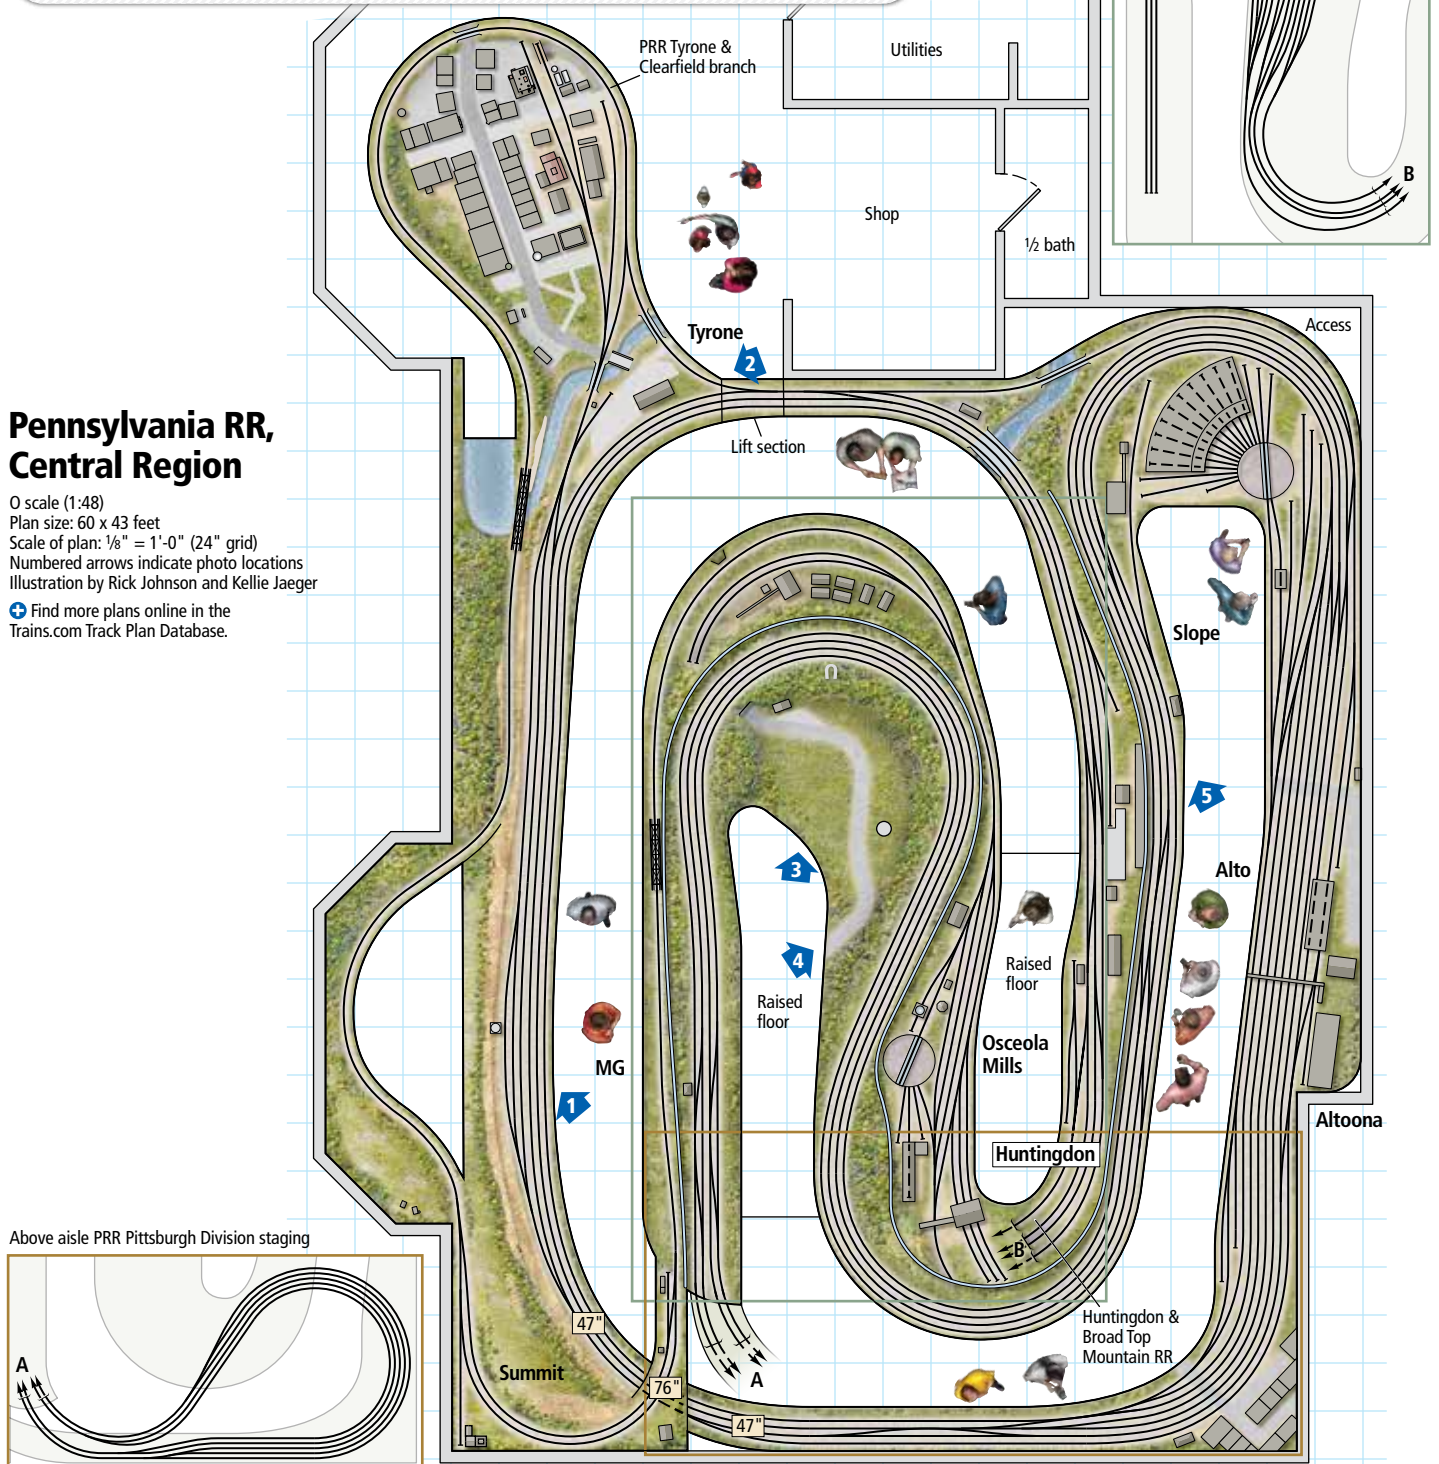 PRR Tyrone &
Clearfield branch
Utilities
Shop
½ bath
B
Access
Tyrone
2
Lift section
Pennsylvania RR,
Central Region
O scale (1:48)
Plan size: 60 x 43 feet
Scale of plan: ⅛" = 1'-0" (24" grid)
Numbered arrows indicate photo locations
Illustration by Rick Johnson and Kellie Jaeger
Find more plans online in the
Trains.com Track Plan Database.
Slope
5
3
Alto
4
Raised
floor
Raised
floor
Osceola
Mills
MG
1
Altoona
Huntingdon
Above aisle PRR Pittsburgh Division staging
B
A
47"
Huntingdon &
Broad Top
Mountain RR
Summit
A
76"
47"